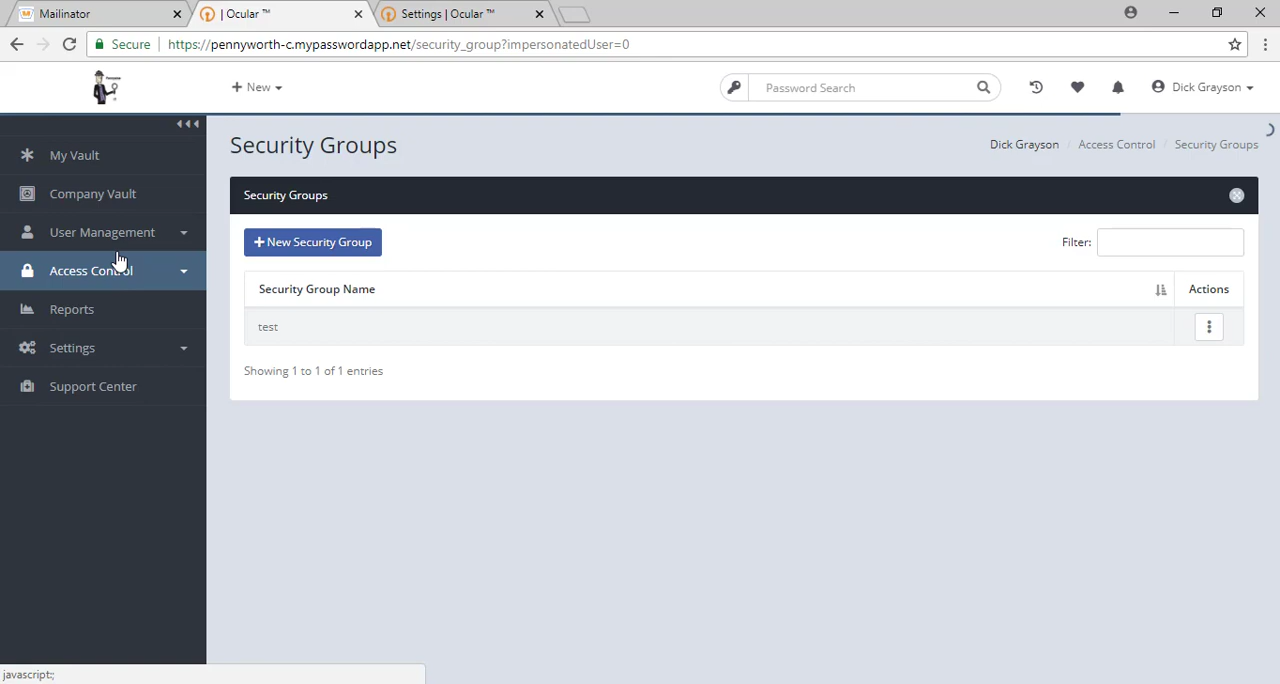 Mailinator
| Ocular ™
Settings | Ocular ™
Secure
https://pennyworth-c.mypasswordapp.net/security_group?impersonatedUser=0
+ New
Password Search
Dick Grayson
My Vault
Company Vault
User Management
Access Control
Reports
Settings
Support Center
Security Groups
Dick Grayson / Access Control / Security Groups
Security Groups
+ New Security Group
Filter:
Security Group Name
Actions
test
Showing 1 to 1 of 1 entries
javascript:;